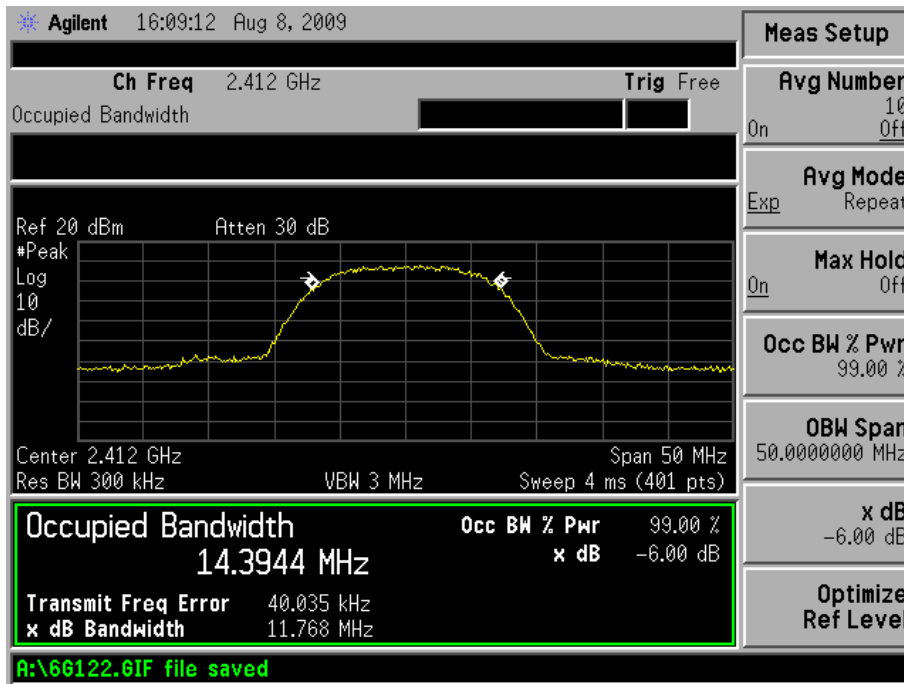 Agilent 16:09:12 Aug 8, 2009
Ch Freq 2.412 GHz Trig Free
Occupied Bandwidth
Ref 20 dBm Atten 30 dB
#Peak
Log
10
dB/
Center 2.412 GHz Span 50 MHz
Res BW 300 kHz VBW 3 MHz Sweep 4 ms (401 pts)
Occupied Bandwidth
14.3944 MHz
Occ BW % Pwr 99.00 %
x dB -6.00 dB
Transmit Freq Error 40.035 kHz
x dB Bandwidth 11.768 MHz
A:\6G122.GIF file saved
Meas Setup
Avg Number
10
On Off
Avg Mode
Exp Repeat
Max Hold
On Off
Occ BW % Pwr
99.00 %
OBW Span
50.0000000 MHz
x dB
-6.00 dB
Optimize
Ref Level